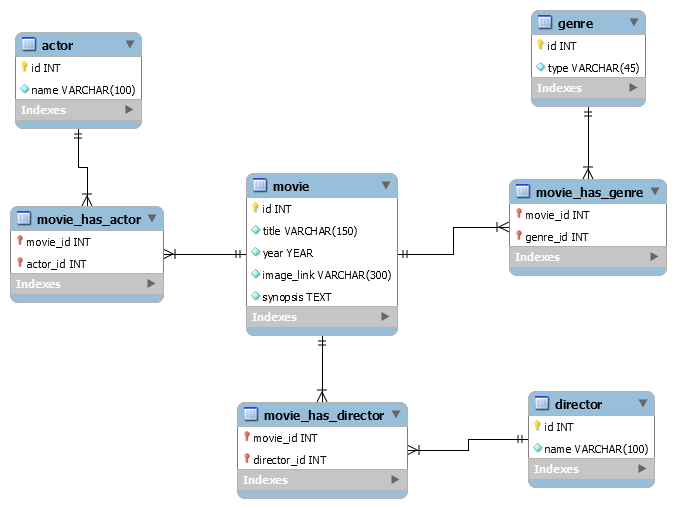 actor
id INT
name VARCHAR(100)
Indexes
genre
id INT
type VARCHAR(45)
Indexes
movie_has_actor
movie_id INT
actor_id INT
Indexes
movie
id INT
title VARCHAR(150)
year YEAR
image_link VARCHAR(300)
synopsis TEXT
Indexes
movie_has_genre
movie_id INT
genre_id INT
Indexes
movie_has_director
movie_id INT
director_id INT
Indexes
director
id INT
name VARCHAR(100)
Indexes